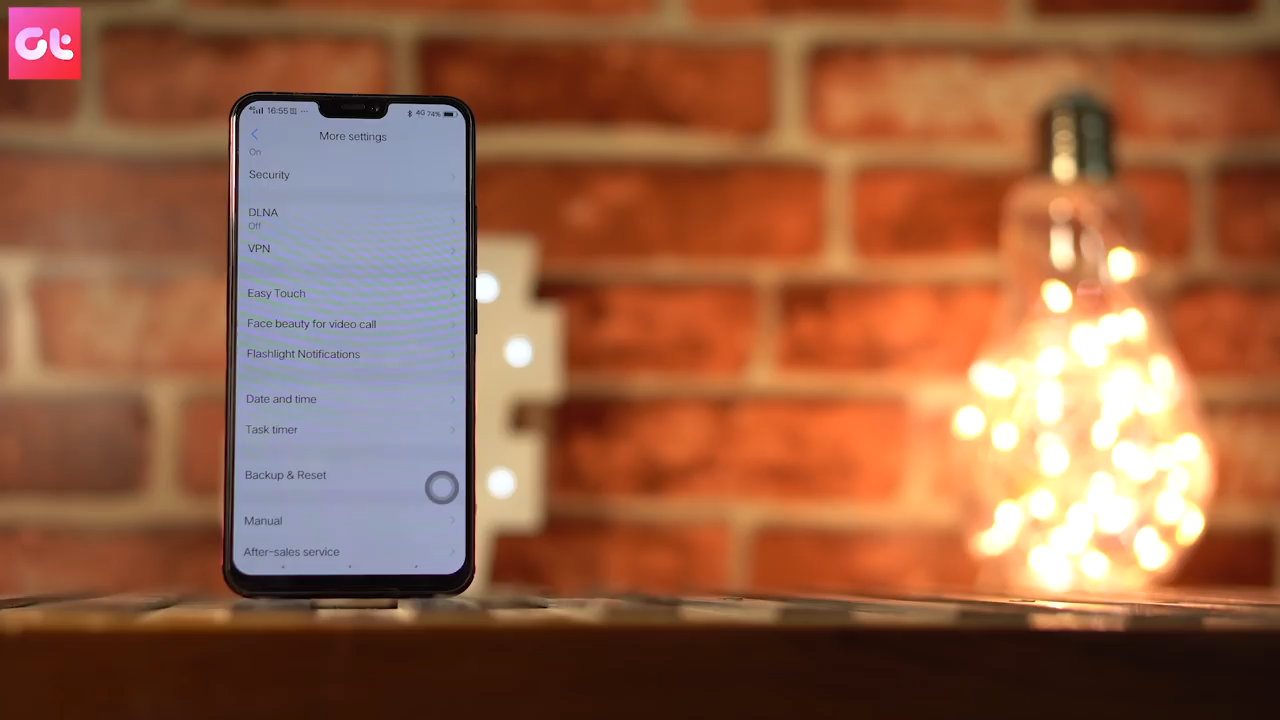 Gt
16:55
4G 74%
More settings
On
Security
DLNA
Off
VPN
Easy Touch
Face beauty for video call
Flashlight Notifications
Date and time
Task timer
Backup & Reset
Manual
After-sales service